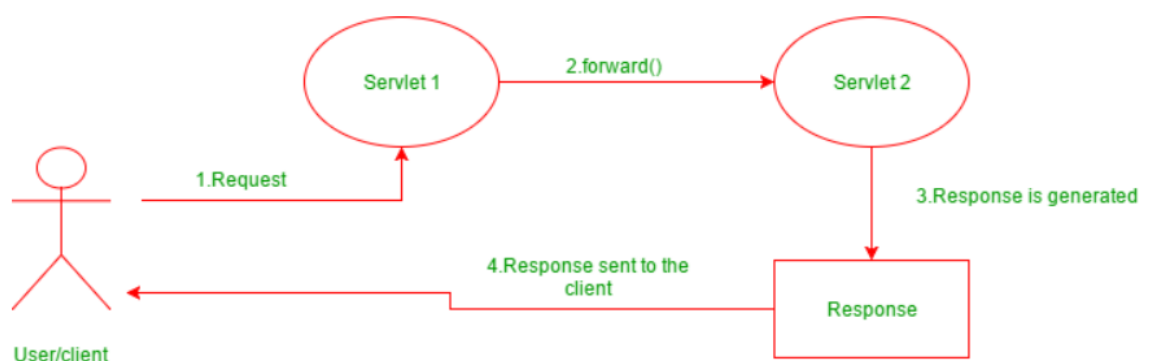 Servlet 1
2.forward()
Servlet 2
1.Request
3.Response is generated
4.Response sent to the
client
Response
User/client